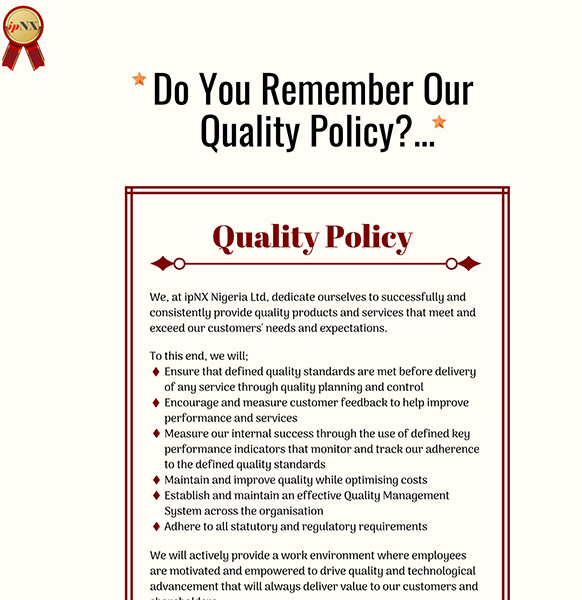 ipNX
Do You Remember Our
Quality Policy?...
Quality Policy
We, at ipNX Nigeria Ltd, dedicate ourselves to successfully and
consistently provide quality products and services that meet and
exceed our customers' needs and expectations.
To this end, we will;
Ensure that defined quality standards are met before delivery
of any service through quality planning and control
Encourage and measure customer feedback to help improve
performance and services
Measure our internal success through the use of defined key
performance indicators that monitor and track our adherence
to the defined quality standards
Maintain and improve quality while optimising costs
Establish and maintain an effective Quality Management
System across the organisation
Adhere to all statutory and regulatory requirements
We will actively provide a work environment where employees
are motivated and empowered to drive quality and technological
advancement that will always deliver value to our customers and